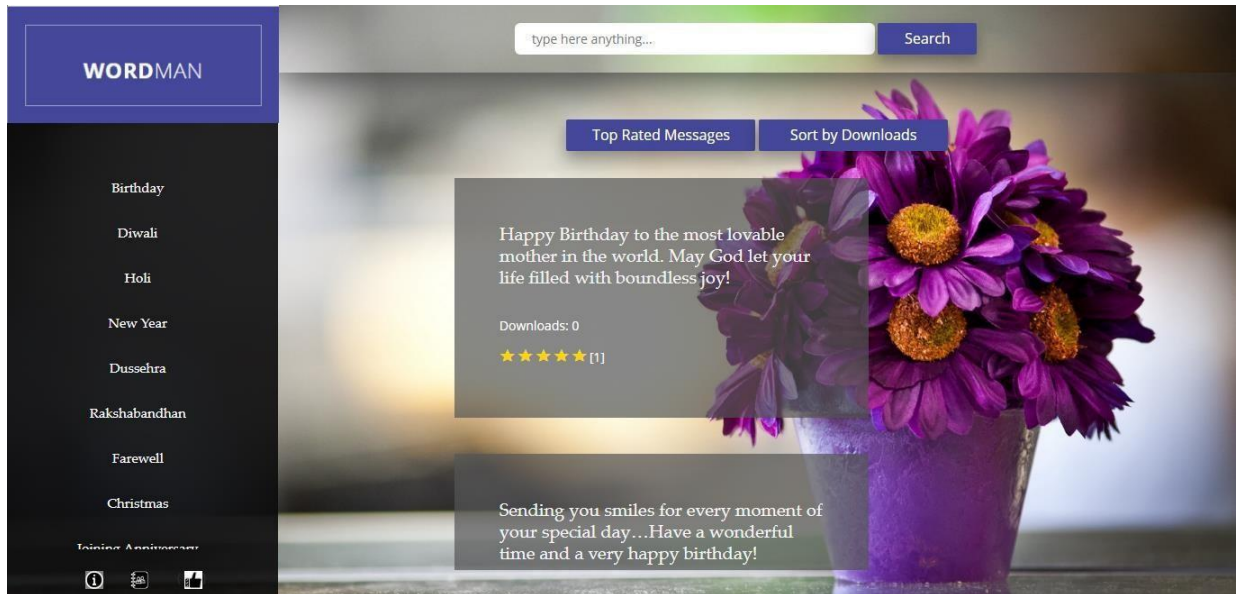 WORDMAN
type here anything...
Search
Top Rated Messages
Sort by Downloads
Birthday
Diwali
Holi
New Year
Dussehra
Rakshabandhan
Farewell
Christmas
Joining Anniversary
Happy Birthday to the most lovable
mother in the world. May God let your
life filled with boundless joy!
Downloads: 0
[1]
Sending you smiles for every moment of
your special day…Have a wonderful
time and a very happy birthday!